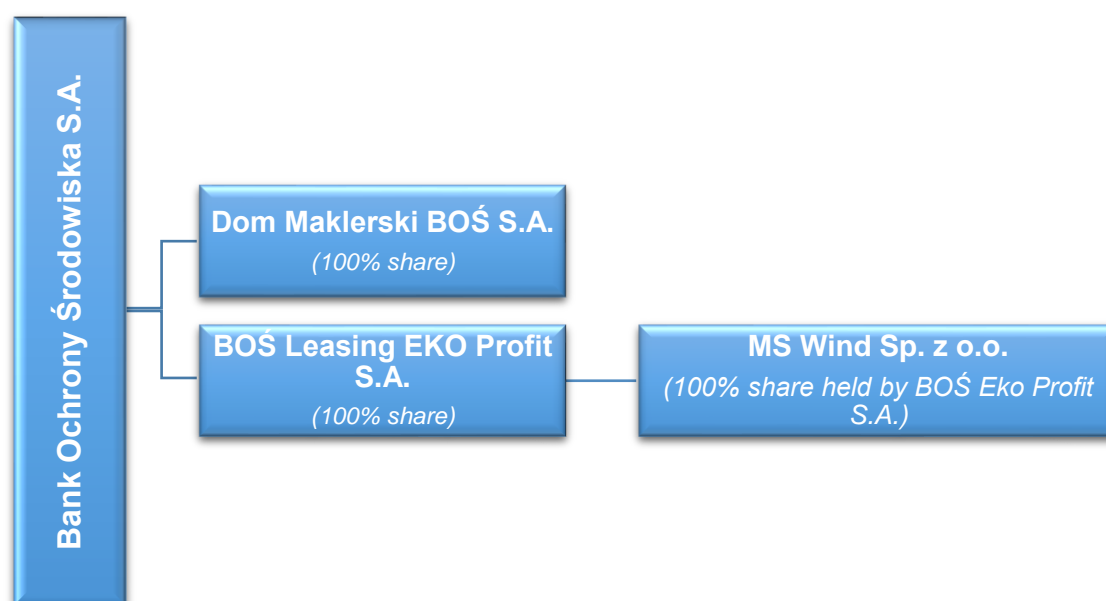 Bank Ochrony Środowiska S.A.
Dom Maklerski BOŚ S.A.
(100% share)
BOŚ Leasing EKO Profit
S.A.
(100% share)
MS Wind Sp. z o.o.
(100% share held by BOŚ Eko Profit
S.A.)